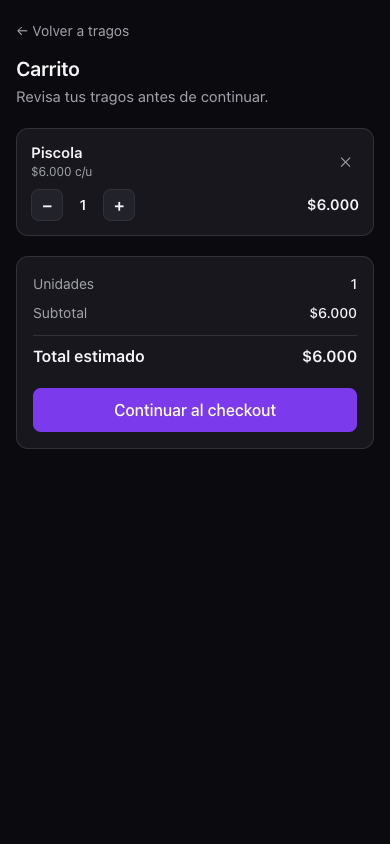 ← Volver a tragos
Carrito
Revisa tus tragos antes de continuar.
Piscola
$6.000 c/u
×
− 1 + $6.000
Unidades 1
Subtotal $6.000
Total estimado $6.000
Continuar al checkout